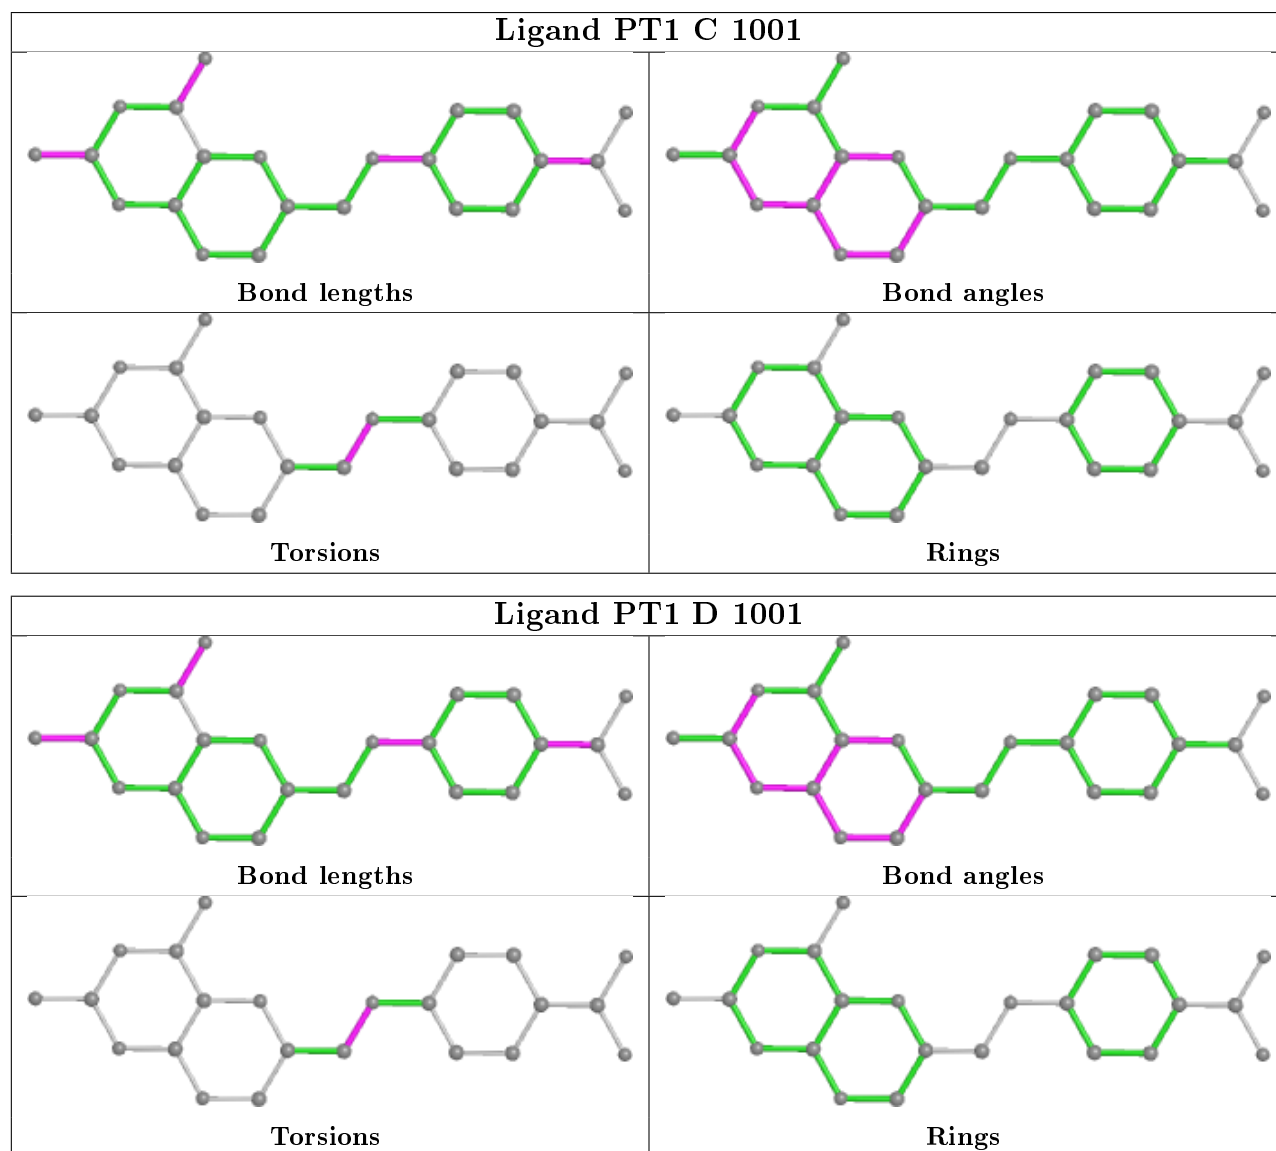 Ligand PT1 C 1001
Bond lengths
Bond angles
Torsions
Rings
Ligand PT1 D 1001
Bond lengths
Bond angles
Torsions
Rings